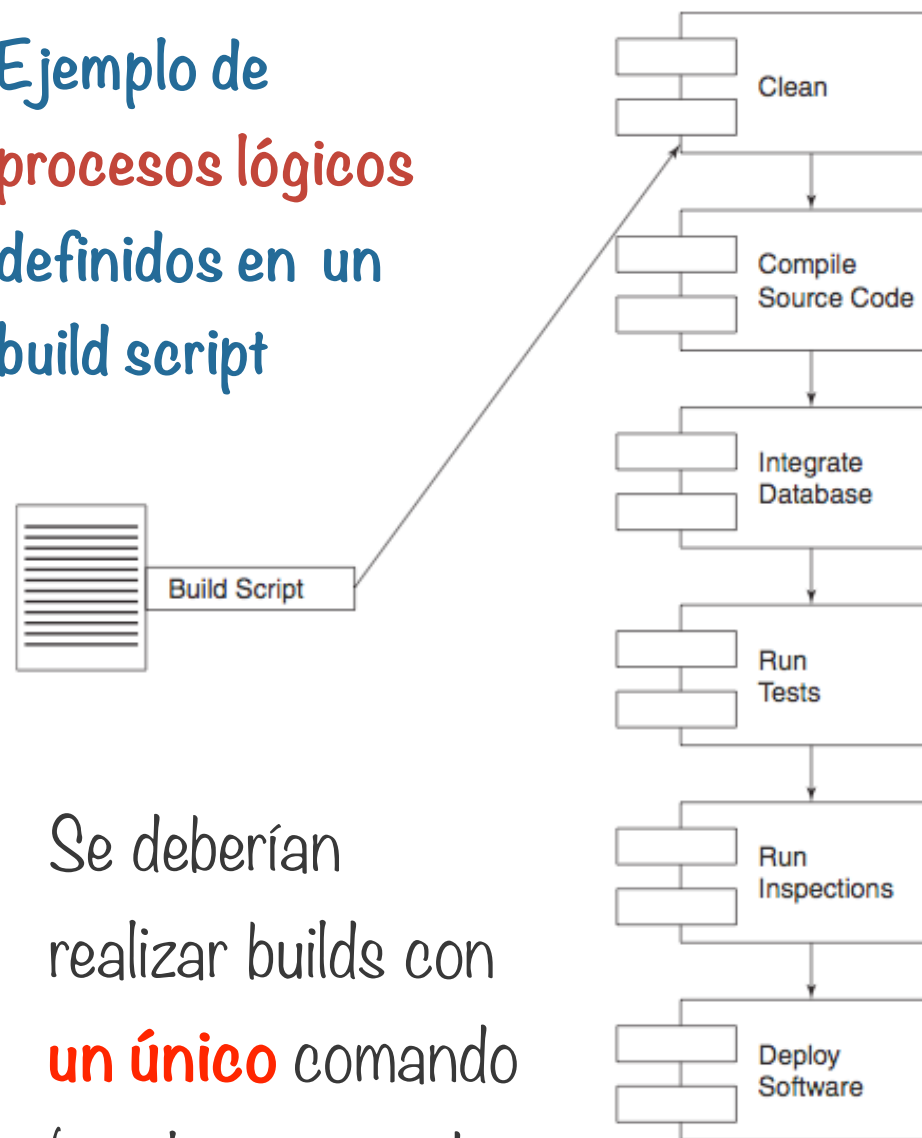 Ejemplo de
procesos lógicos
definidos en un
build script
Build Script
Clean
Compile
Source Code
Integrate
Database
Run
Tests
Run
Inspections
Deploy
Software
Se deberían
realizar builds con
un único comando